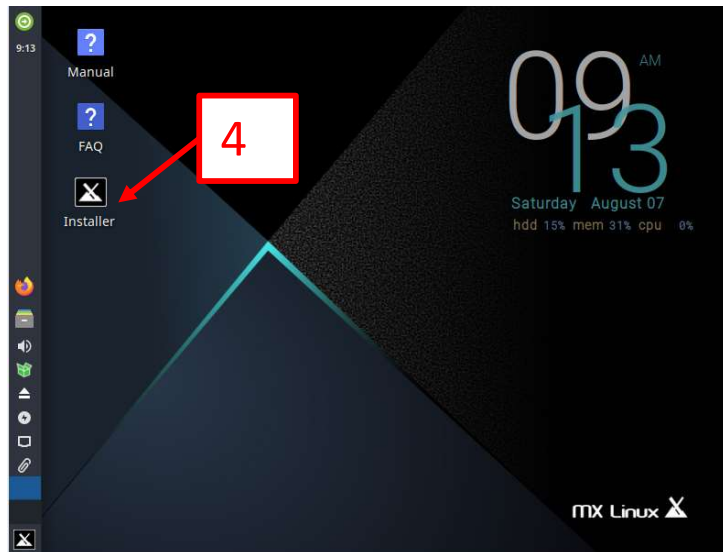 9:13
?
Manual
?
FAQ
Installer
4
09
AM
13
Saturday August 07
hdd 15% mem 31% cpu 0%
MX Linux